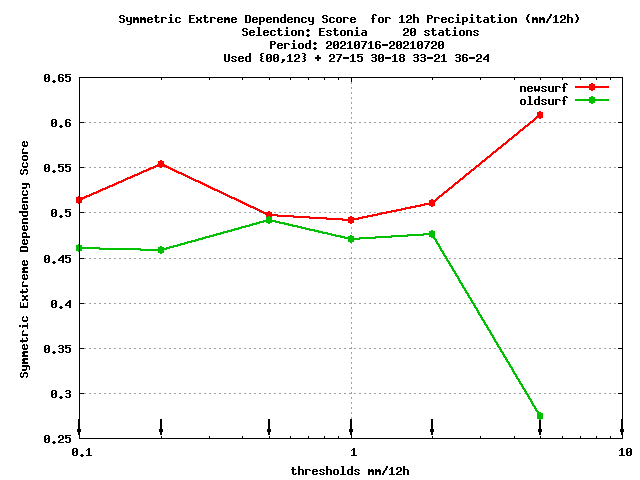 Symmetric Extreme Dependency Score  for 12h Precipitation (mm/12h)
Selection: Estonia     20 stations
Period: 20210716-20210720
Used {00,12} + 27-15 30-18 33-21 36-24
newsurf
oldsurf
0.65
0.6
0.55
0.5
0.45
0.4
0.35
0.3
0.25
Symmetric Extreme Dependency Score
0.1 1 10
thresholds mm/12h